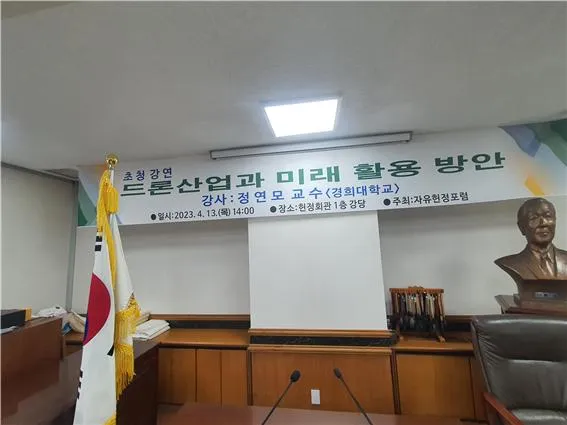 초청 강연
드론산업과 미래 활용 방안
강사 : 정연모 교수<경희대학교>
●일시:2023. 4. 13.(목) 14:00 ●장소:헌정회관 1층 강당 ●주최:자유헌정포럼